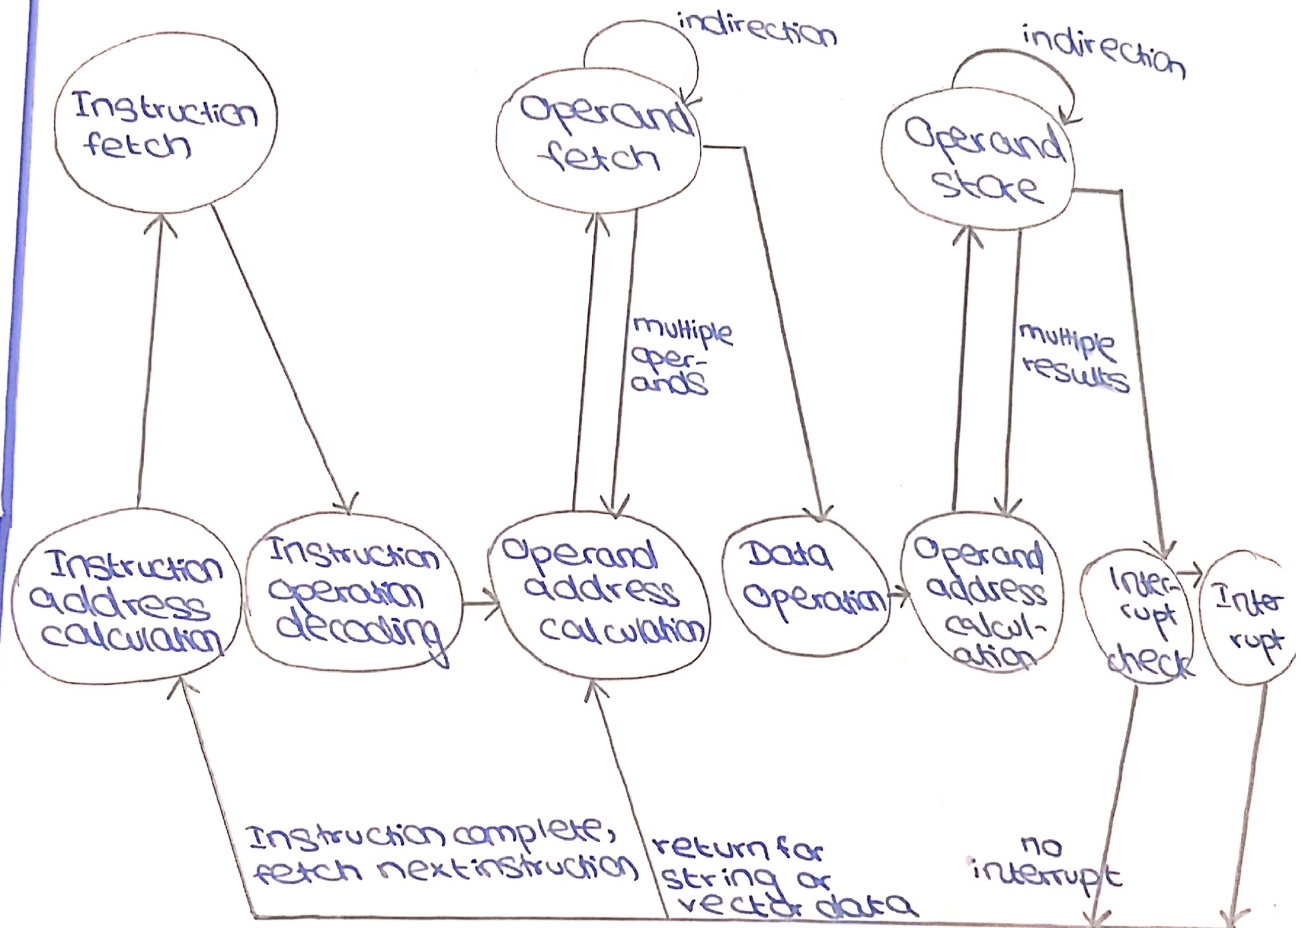 indirection
indirection
Instruction
fetch
Operand
fetch
Operand
store
multiple
oper-
ands
multiple
results
Instruction
address
calculation
Instruction
operation
decoding
Operand
address
calculation
Data
operation
Operand
address
calcul-
ation
Inter-
rupt
check
Inter
rupt
Instruction complete,
fetch next instruction
return for
string or
vector data
no
interrupt